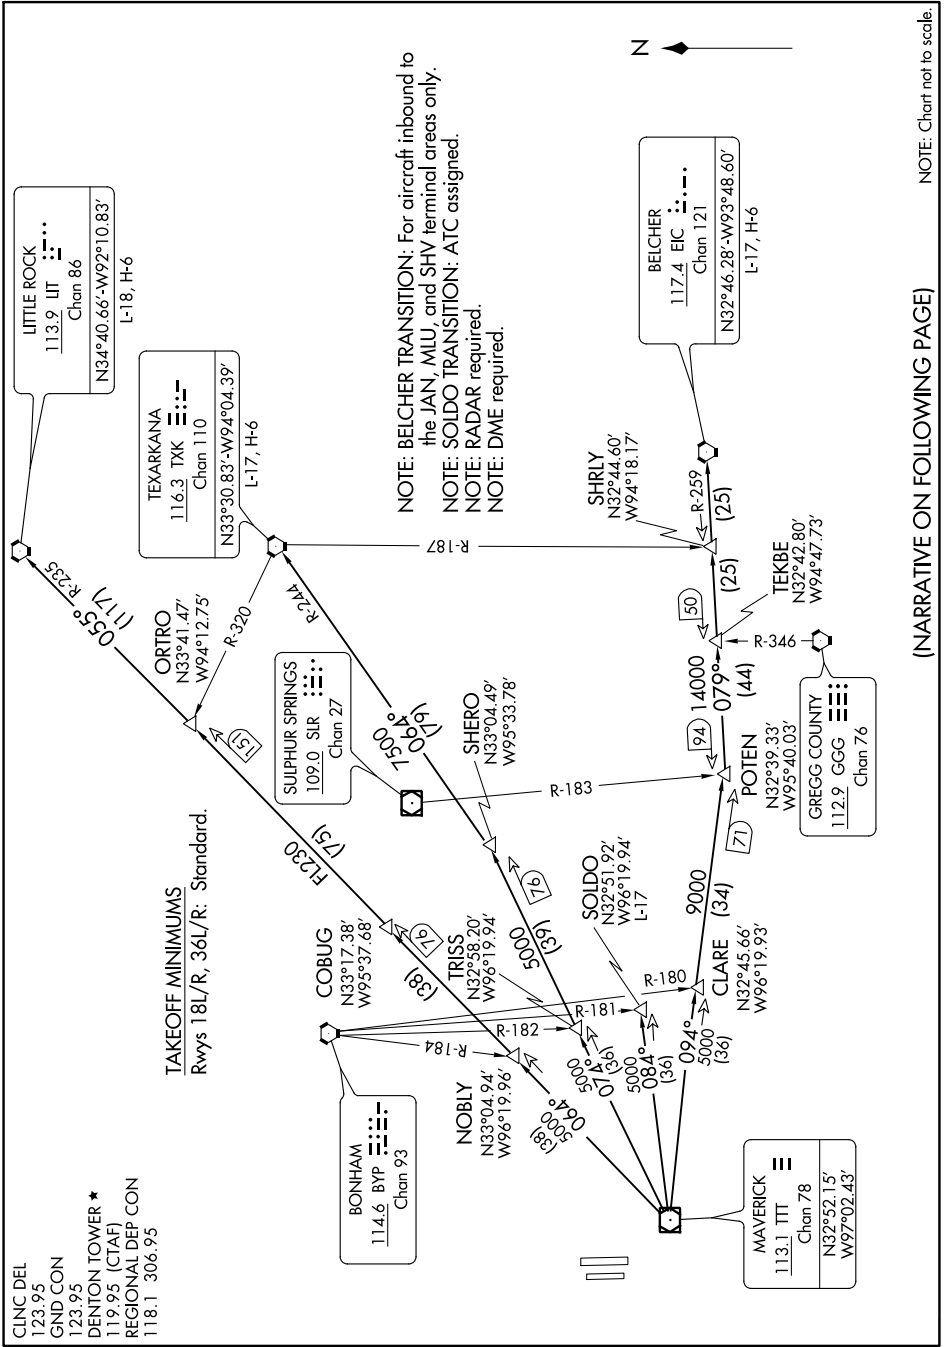 CLNC DEL
123.95
GND CON
123.95
DENTON TOWER ★
119.95 (CTAF)
REGIONAL DEP CON
118.1 306.95
TAKEOFF MINIMUMS
Rwys 18L/R, 36L/R: Standard.
LITTLE ROCK
113.9 LIT
Chan 86
N34°40.66'-W92°10.83'
L-18, H-6
TEXARKANA
116.3 TXK
Chan 110
N33°30.83'-W94°04.39'
L-17, H-6
R-235
055°
(117)
ORTRO
N33°41.47'
W94°12.75'
R-320
151
FL230
(75)
COBUG
N33°17.38'
W95°37.68'
76
(38)
SULPHUR SPRINGS
109.0 SLR
Chan 27
R-244
7500
064°
(79)
SHERO
N33°04.49'
W95°33.78'
76
5000
(39)
R-183
R-187
NOTE: BELCHER TRANSITION: For aircraft inbound to
the JAN, MLU, and SHV terminal areas only.
NOTE: SOLDO TRANSITION: ATC assigned.
NOTE: RADAR required.
NOTE: DME required.
N
BONHAM
114.6 BYP
Chan 93
R-184
R-182
R-181
R-180
NOBLY
N33°04.94'
W96°19.96'
TRISS
N32°58.20'
W96°19.94'
SOLDO
N32°51.92'
W96°19.94'
L-17
CLARE
N32°45.66'
W96°19.93'
064°
5000
(38)
5000
074°
(36)
5000
084°
(36)
094°
5000
(36)
9000
(34)
71
POTEN
N32°39.33'
W95°40.03'
94
14000
079°
(44)
50
TEKBE
N32°42.80'
W94°47.73'
R-346
GREGG COUNTY
112.9 GGG
Chan 76
(25)
SHRLY
N32°44.60'
W94°18.17'
R-259
(25)
BELCHER
117.4 EIC
Chan 121
N32°46.28'-W93°48.60'
L-17, H-6
MAVERICK
113.1 TTT
Chan 78
N32°52.15'
W97°02.43'
NOTE: Chart not to scale.
(NARRATIVE ON FOLLOWING PAGE)